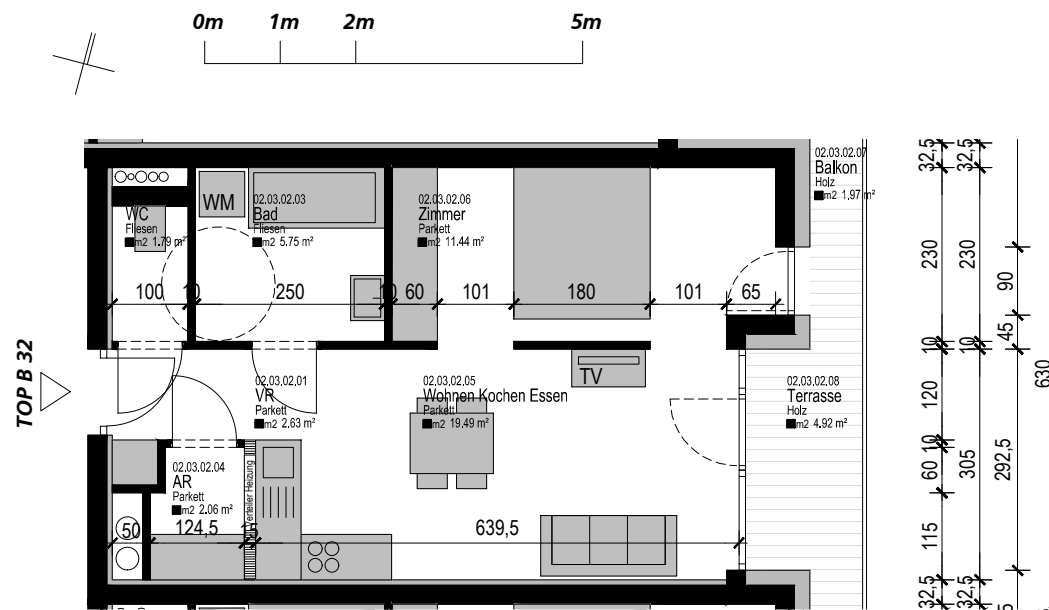 0m 1m 2m 5m
02.03.02.07
Balkon
Holz
m2 1,97 m²
WC
Fliesen
m2 1.79 m²
WM
02.03.02.03
Bad
Fliesen
m2 5.75 m²
02.03.02.06
Zimmer
Parkett
m2 11.44 m²
100 10 250 10 60 101 180 101 65
TOP B 32
02.03.02.01
VR
Parkett
m2 2.63 m²
02.03.02.05
Wohnen Kochen Essen
Parkett
m2 19.49 m²
TV
02.03.02.08
Terrasse
Holz
m2 4.92 m²
02.03.02.04
AR
Parkett
m2 2.06 m²
Verteiler Heizung
50 124,5 15 639,5
32,5 230 10 120 10 60 115 32,5 32,5
32,5 230 10 305 32,5 32,5
90 45 292,5
630